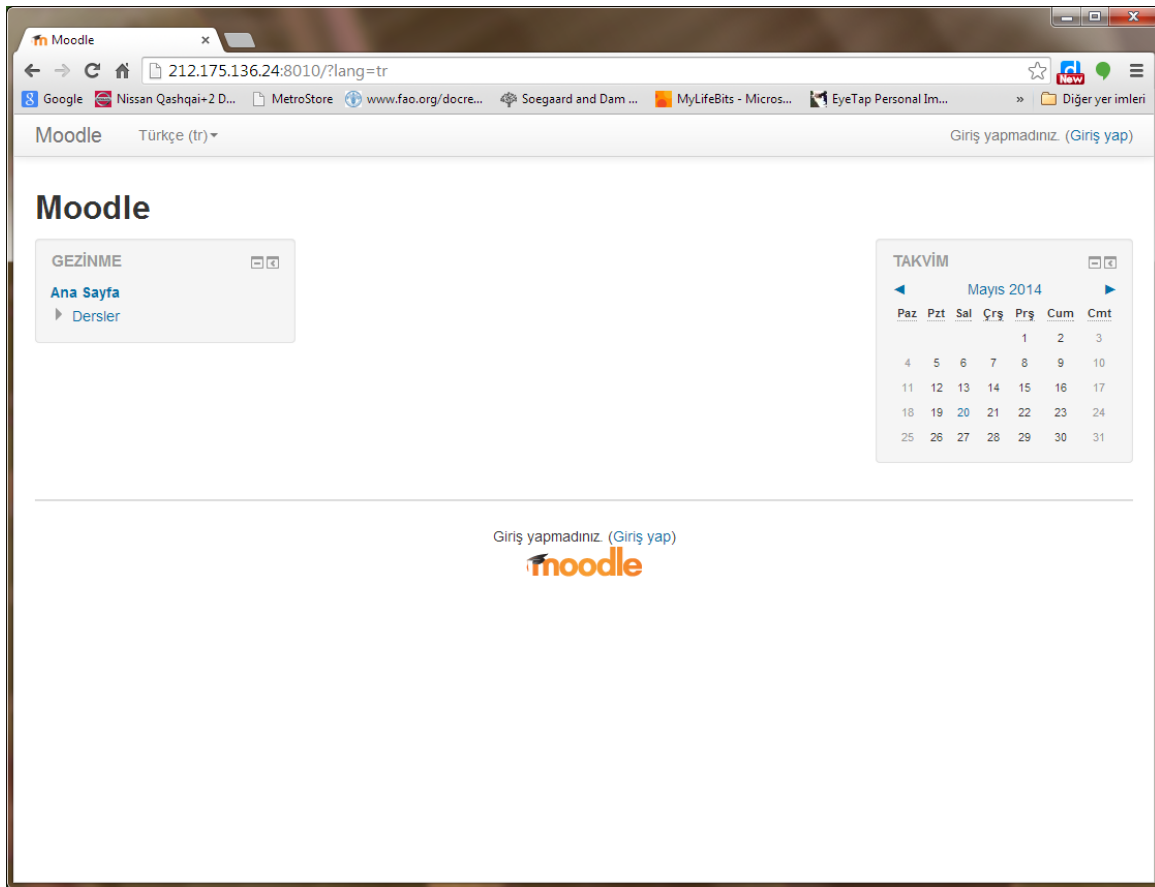 Moodle
212.175.136.24:8010/?lang=tr
Now
Google Nissan Qashqai+2 D... MetroStore www.fao.org/docre... Soegaard and Dam ... MyLifeBits - Micros... EyeTap Personal Im... » Diğer yer imleri
Moodle Türkçe (tr) Giriş yapmadınız. (Giriş yap)
Moodle
GEZİNME
Ana Sayfa
Dersler
TAKVİM
Mayıs 2014
Paz Pzt Sal Çrş Prş Cum Cmt
1 2 3
4 5 6 7 8 9 10
11 12 13 14 15 16 17
18 19 20 21 22 23 24
25 26 27 28 29 30 31
Giriş yapmadınız. (Giriş yap)
moodle